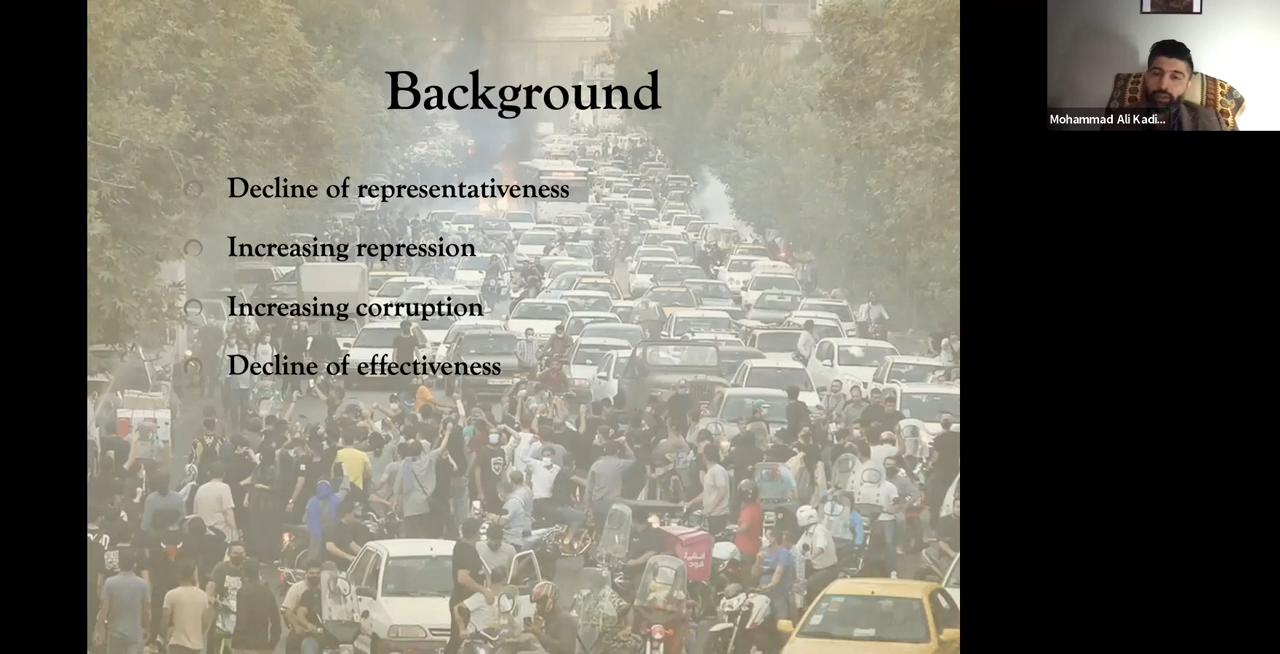 Background
Decline of representativeness
Increasing repression
Increasing corruption
Decline of effectiveness
Mohammad Ali Kadi...